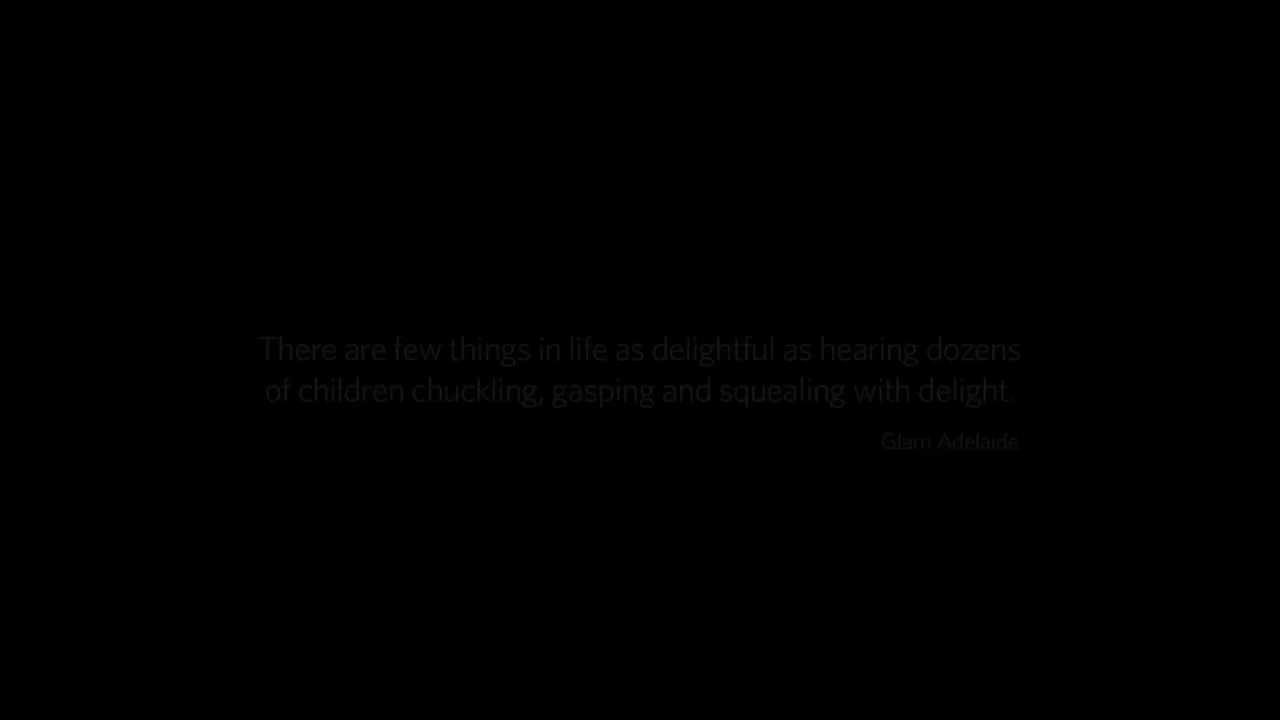 There are few things in life as delightful as hearing dozens
of children chuckling, gasping and squealing with delight.
Glam Adelaide